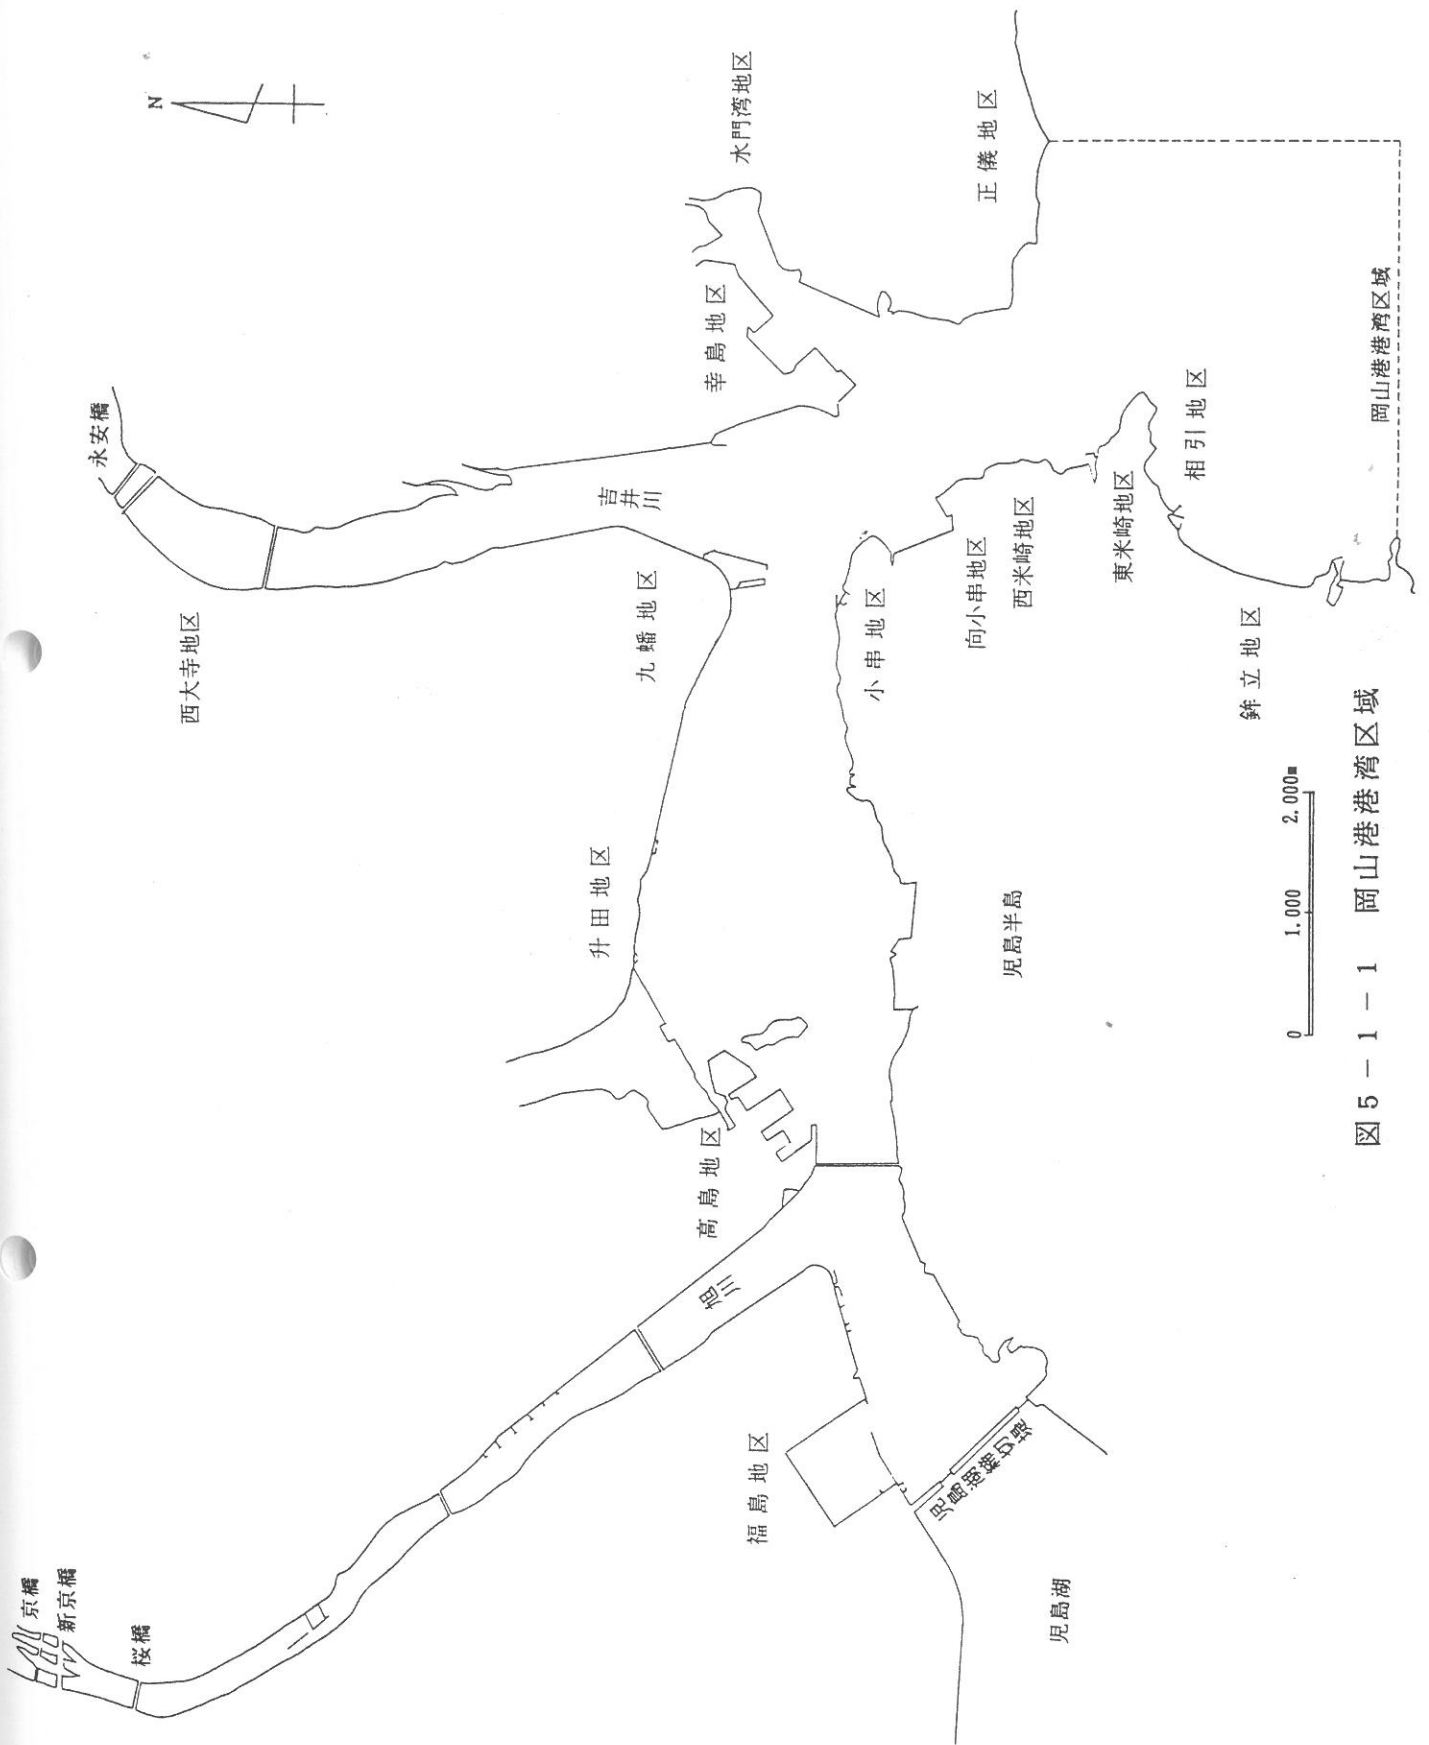 N
京橋
新京橋
桜橋
永安橋
西大寺地区
吉井川
水門湾地区
幸島地区
正儀地区
九蟠地区
升田地区
高島地区
旭川
福島地区
児島湖締切堤
児島湖
児島半島
小串地区
向小串地区
西米崎地区
東米崎地区
相引地区
鉾立地区
岡山港港湾区域
0 1.000 2.000m
図5－1－1 岡山港港湾区域